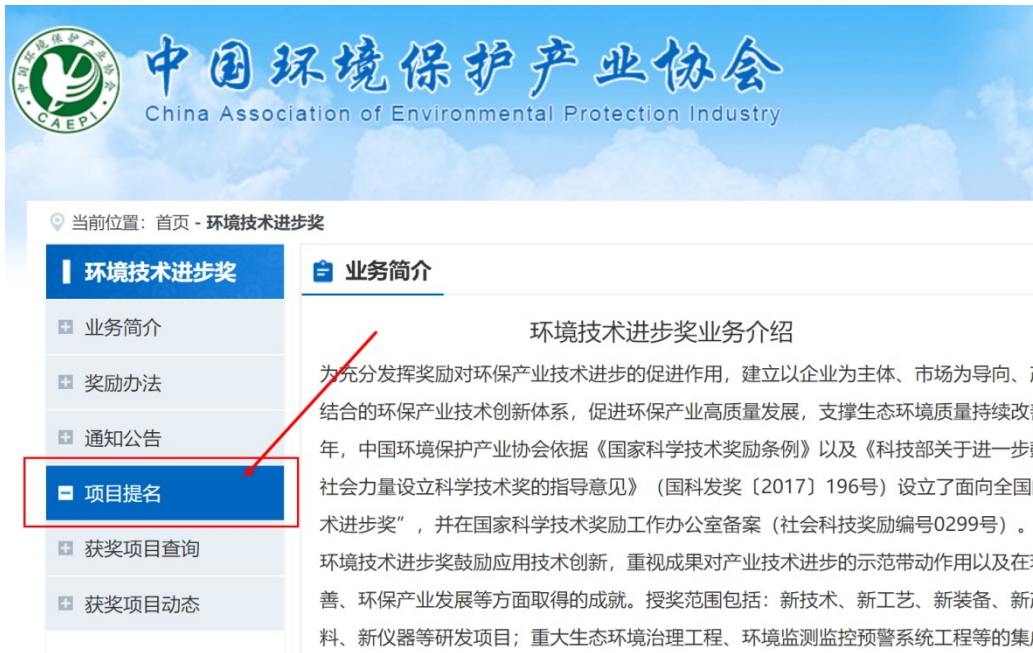 中国环境保护产业协会
CAEPI
中国环境保护产业协会
China Association of Environmental Protection Industry
当前位置：首页 - 环境技术进步奖
环境技术进步奖
业务简介
奖励办法
通知公告
项目提名
获奖项目查询
获奖项目动态
业务简介
环境技术进步奖业务介绍
为充分发挥奖励对环保产业技术进步的促进作用，建立以企业为主体、市场为导向、
结合的环保产业技术创新体系，促进环保产业高质量发展，支撑生态环境质量持续改
年，中国环境保护产业协会依据《国家科学技术奖励条例》以及《科技部关于进一步
社会力量设立科学技术奖的指导意见》（国科发奖〔2017〕196号）设立了面向全国
术进步奖”，并在国家科学技术奖励工作办公室备案（社会科技奖励编号0299号）。
环境技术进步奖鼓励应用技术创新，重视成果对产业技术进步的示范带动作用以及在
善、环保产业发展等方面取得的成就。授奖范围包括：新技术、新工艺、新装备、新
料、新仪器等研发项目；重大生态环境治理工程、环境监测监控预警系统工程等的集